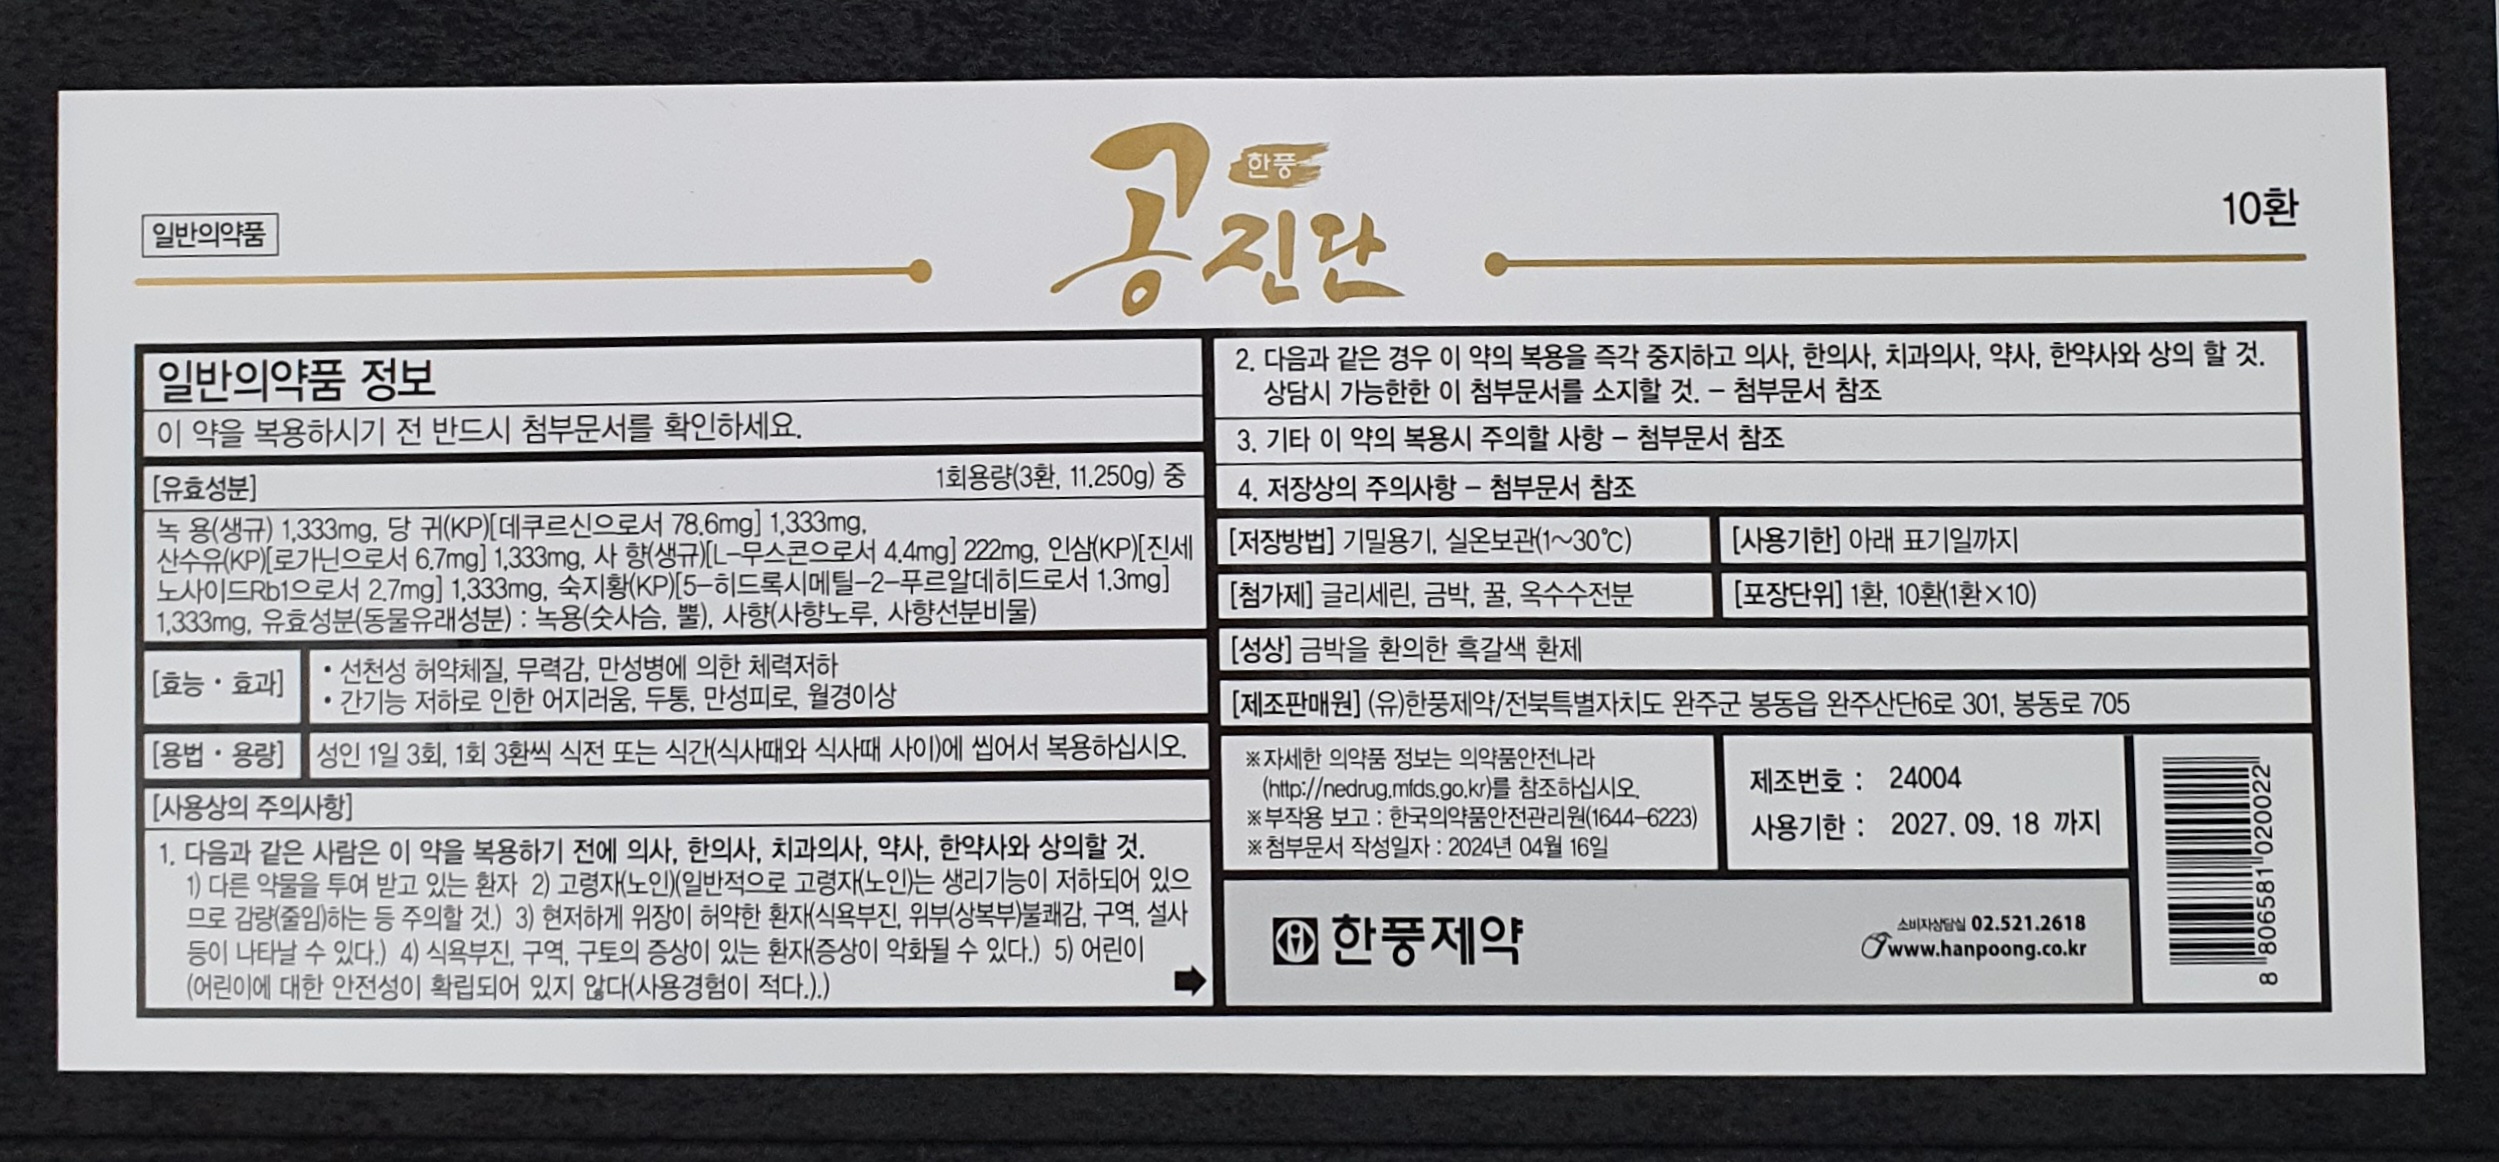 일반의약품
한풍
공진단
10환
일반의약품 정보
이 약을 복용하시기 전 반드시 첨부문서를 확인하세요.
[유효성분] 1회용량(3환, 11.250g) 중
녹 용(생규) 1,333mg, 당 귀(KP)[데쿠르신으로서 78.6mg] 1,333mg,
산수유(KP)[로가닌으로서 6.7mg] 1,333mg, 사 향(생규)[L-무스콘으로서 4.4mg] 222mg, 인삼(KP)[진세
노사이드Rb1으로서 2.7mg] 1,333mg, 숙지황(KP)[5-히드록시메틸-2-푸르알데히드로서 1.3mg]
1,333mg, 유효성분(동물유래성분) : 녹용(숫사슴, 뿔), 사향(사향노루, 사향선분비물)
[효능 · 효과]
• 선천성 허약체질, 무력감, 만성병에 의한 체력저하
• 간기능 저하로 인한 어지러움, 두통, 만성피로, 월경이상
[용법 · 용량] 성인 1일 3회, 1회 3환씩 식전 또는 식간(식사때와 식사때 사이)에 씹어서 복용하십시오.
[사용상의 주의사항]
1. 다음과 같은 사람은 이 약을 복용하기 전에 의사, 한의사, 치과의사, 약사, 한약사와 상의할 것.
1) 다른 약물을 투여 받고 있는 환자 2) 고령자(노인)(일반적으로 고령자(노인)는 생리기능이 저하되어 있으
므로 감량(줄임)하는 등 주의할 것.) 3) 현저하게 위장이 허약한 환자(식욕부진, 위부(상복부)불쾌감, 구역, 설사
등이 나타날 수 있다.) 4) 식욕부진, 구역, 구토의 증상이 있는 환자(증상이 악화될 수 있다.) 5) 어린이
(어린이에 대한 안전성이 확립되어 있지 않다(사용경험이 적다.).)
2. 다음과 같은 경우 이 약의 복용을 즉각 중지하고 의사, 한의사, 치과의사, 약사, 한약사와 상의 할 것.
상담시 가능한한 이 첨부문서를 소지할 것. - 첨부문서 참조
3. 기타 이 약의 복용시 주의할 사항 - 첨부문서 참조
4. 저장상의 주의사항 - 첨부문서 참조
[저장방법] 기밀용기, 실온보관(1~30℃)
[사용기한] 아래 표기일까지
[첨가제] 글리세린, 금박, 꿀, 옥수수전분
[포장단위] 1환, 10환(1환×10)
[성상] 금박을 환의한 흑갈색 환제
[제조판매원] (유)한풍제약/전북특별자치도 완주군 봉동읍 완주산단6로 301, 봉동로 705
※자세한 의약품 정보는 의약품안전나라
(http://nedrug.mfds.go.kr)를 참조하십시오.
※부작용 보고 : 한국의약품안전관리원(1644-6223)
※첨부문서 작성일자 : 2024년 04월 16일
제조번호 : 24004
사용기한 : 2027. 09. 18 까지
한풍제약
소비자상담실 02.521.2618
www.hanpoong.co.kr
8 806581 020022